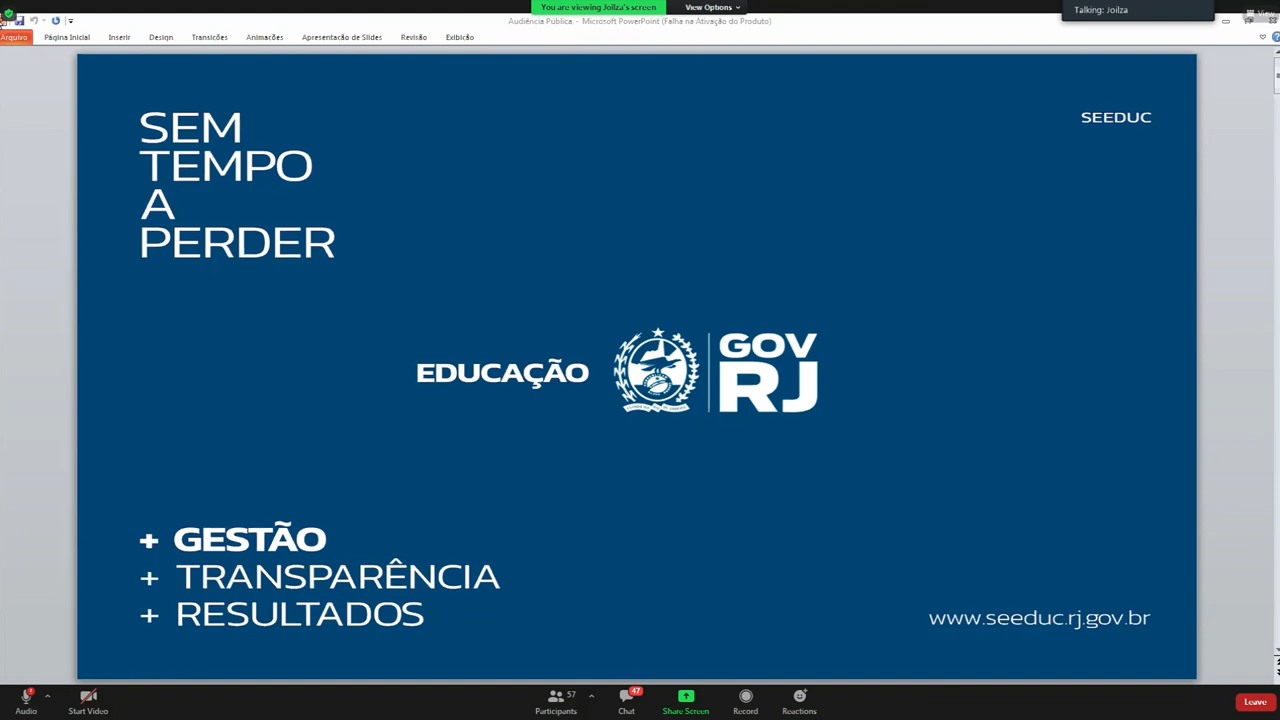 You are viewing Joilza's screen
View Options
Talking: Joilza
View
Audiência Pública - Microsoft PowerPoint (Falha na Ativação do Produto)
Arquivo
Página Inicial
Inserir
Design
Transições
Animações
Apresentação de Slides
Revisão
Exibição
SEM
TEMPO
A
PERDER
SEEDUC
EDUCAÇÃO
GOV
RJ
+ GESTÃO
+ TRANSPARÊNCIA
+ RESULTADOS
www.seeduc.rj.gov.br
Audio
Start Video
57
Participants
47
Chat
Share Screen
Record
Reactions
Leave